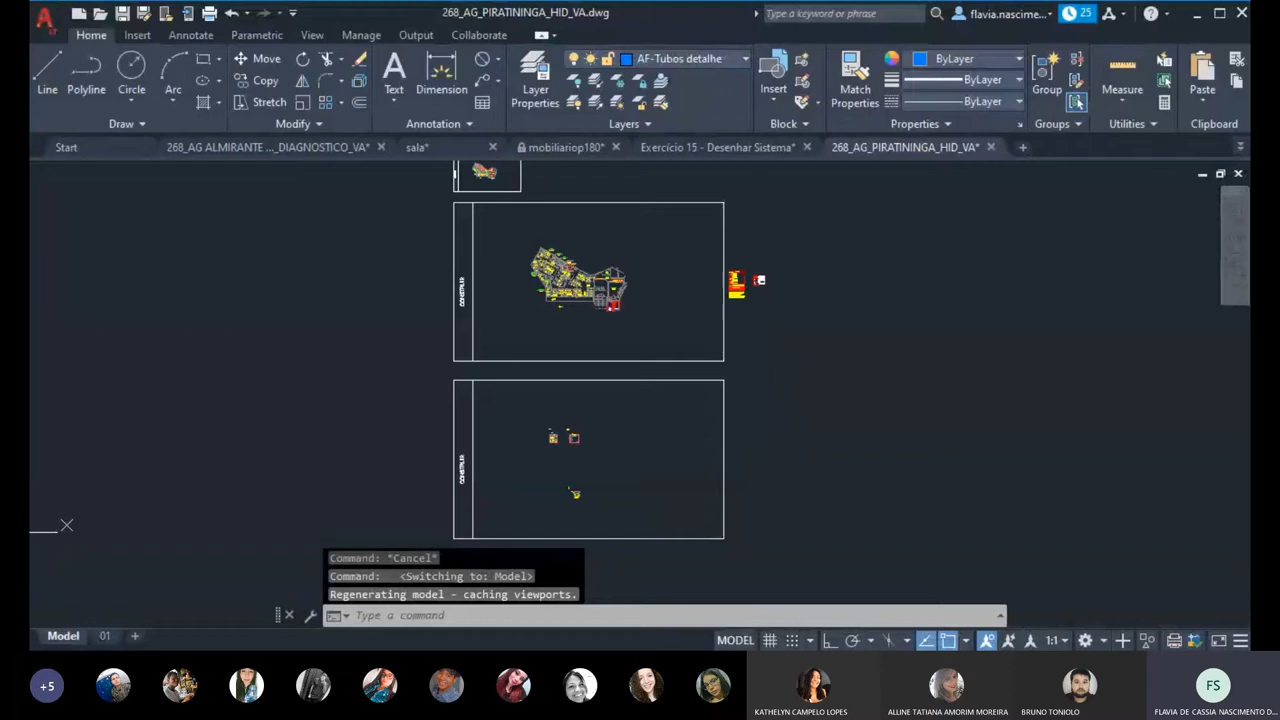 268_AG_PIRATININGA_HID_VA.dwg
Type a keyword or phrase
flavia.nascime...
25
LT
Home
Insert
Annotate
Parametric
View
Manage
Output
Collaborate
Line
Polyline
Circle
Arc
Move
Copy
Stretch
Text
Dimension
Layer
Properties
AF-Tubos detalhe
Insert
Match
Properties
ByLayer
ByLayer
ByLayer
Group
Measure
Paste
Draw
Modify
Annotation
Layers
Block
Properties
Groups
Utilities
Clipboard
Start
268_AG ALMIRANTE ..._DIAGNOSTICO_VA*
sala*
mobiliariop180*
Exercício 15 - Desenhar Sistema*
268_AG_PIRATININGA_HID_VA*
CONSTRUIR
CONSTRUIR
Command: *Cancel*
Command:   <Switching to: Model>
Regenerating model - caching viewports.
Type a command
Model
01
MODEL
1:1
+5
FS
KATHELYN CAMPELO LOPES
ALLINE TATIANA AMORIM MOREIRA
BRUNO TONIOLO
FLAVIA DE CASSIA NASCIMENTO D...